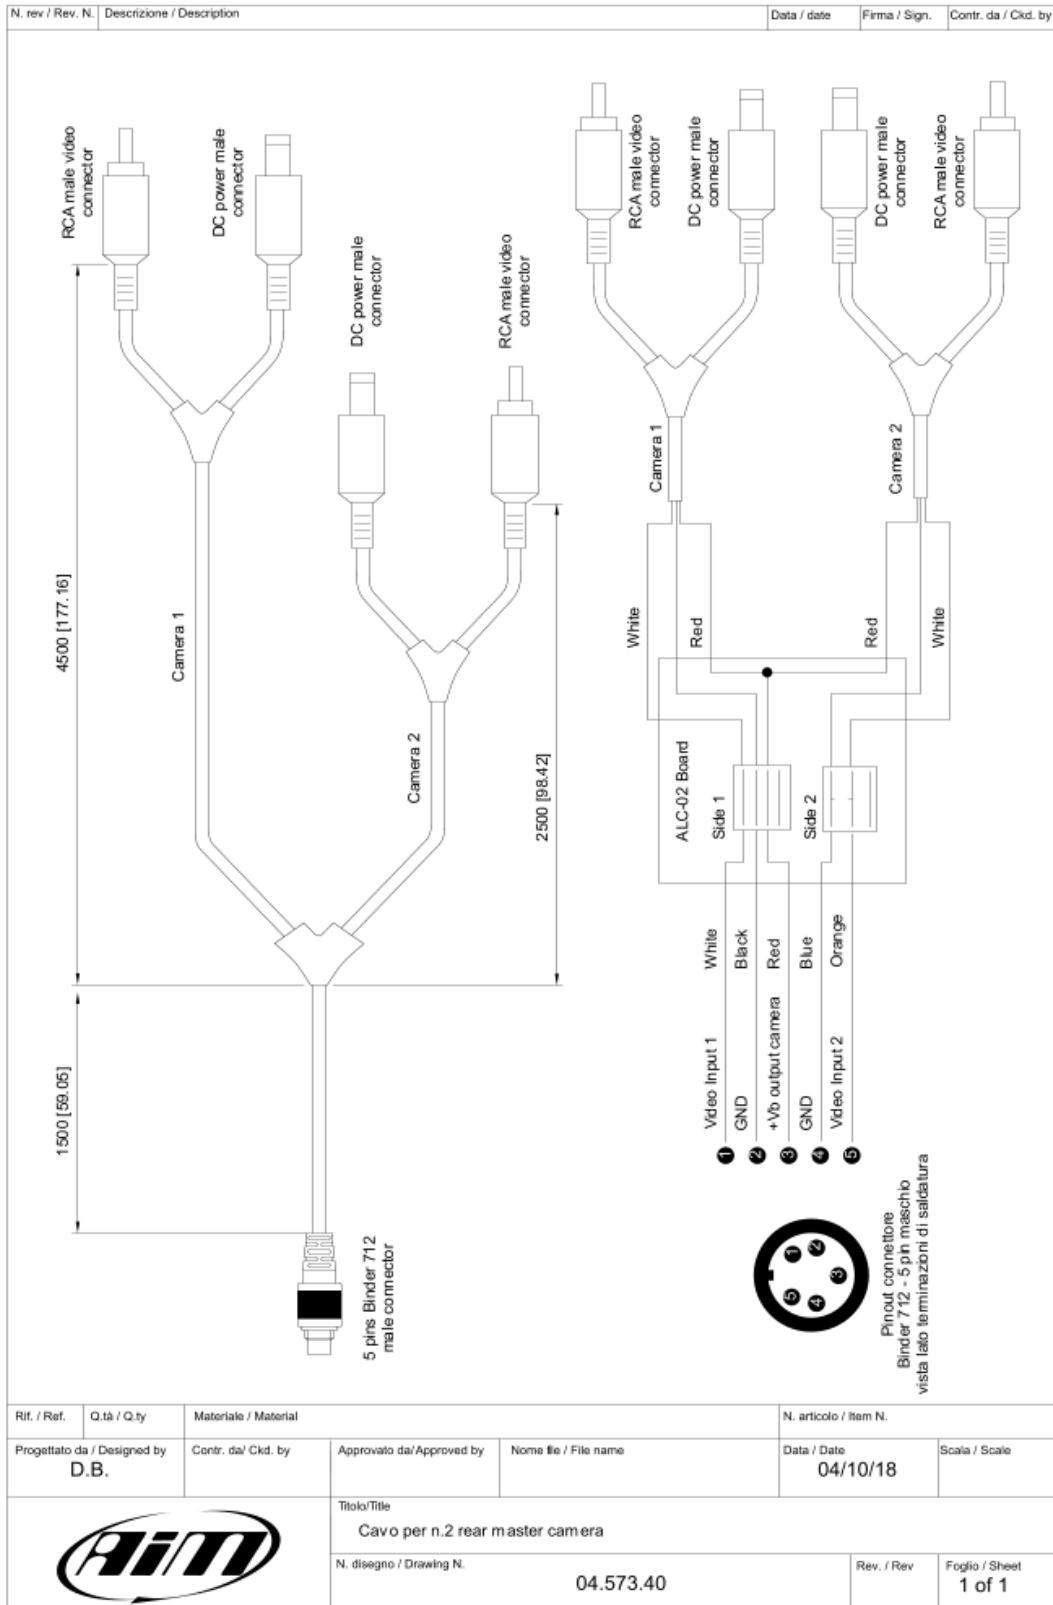 N. rev / Rev. N.
Descrizione / Description
Data / date
Firma / Sign.
Contr. da / Ckd. by
RCA male video
connector
DC power male
connector
DC power male
connector
RCA male video
connector
4500 [177.16]
Camera 1
Camera 2
2500 [98.42]
1500 [59.05]
5 pins Binder 712
male connector
RCA male video
connector
DC power male
connector
DC power male
connector
RCA male video
connector
Camera 1
Camera 2
White
Red
Red
White
ALC-02 Board
Side 1
Side 2
White
Black
Red
Blue
Orange
Video Input 1
GND
+Vb output camera
GND
Video Input 2
1
2
3
4
5
1
2
3
4
5
Pinout connettore
Binder 712 - 5 pin maschio
vista lato terminazioni di saldatura
Rif. / Ref.
Q.tà / Q.ty
Materiale / Material
N. articolo / Item N.
Progettato da / Designed by
D.B.
Contr. da/ Ckd. by
Approvato da/Approved by
Nome file / File name
Data / Date
04/10/18
Scala / Scale
AiM
Titolo/Title
Cavo per n.2 rear master camera
N. disegno / Drawing N.
04.573.40
Rev. / Rev
Foglio / Sheet
1 of 1